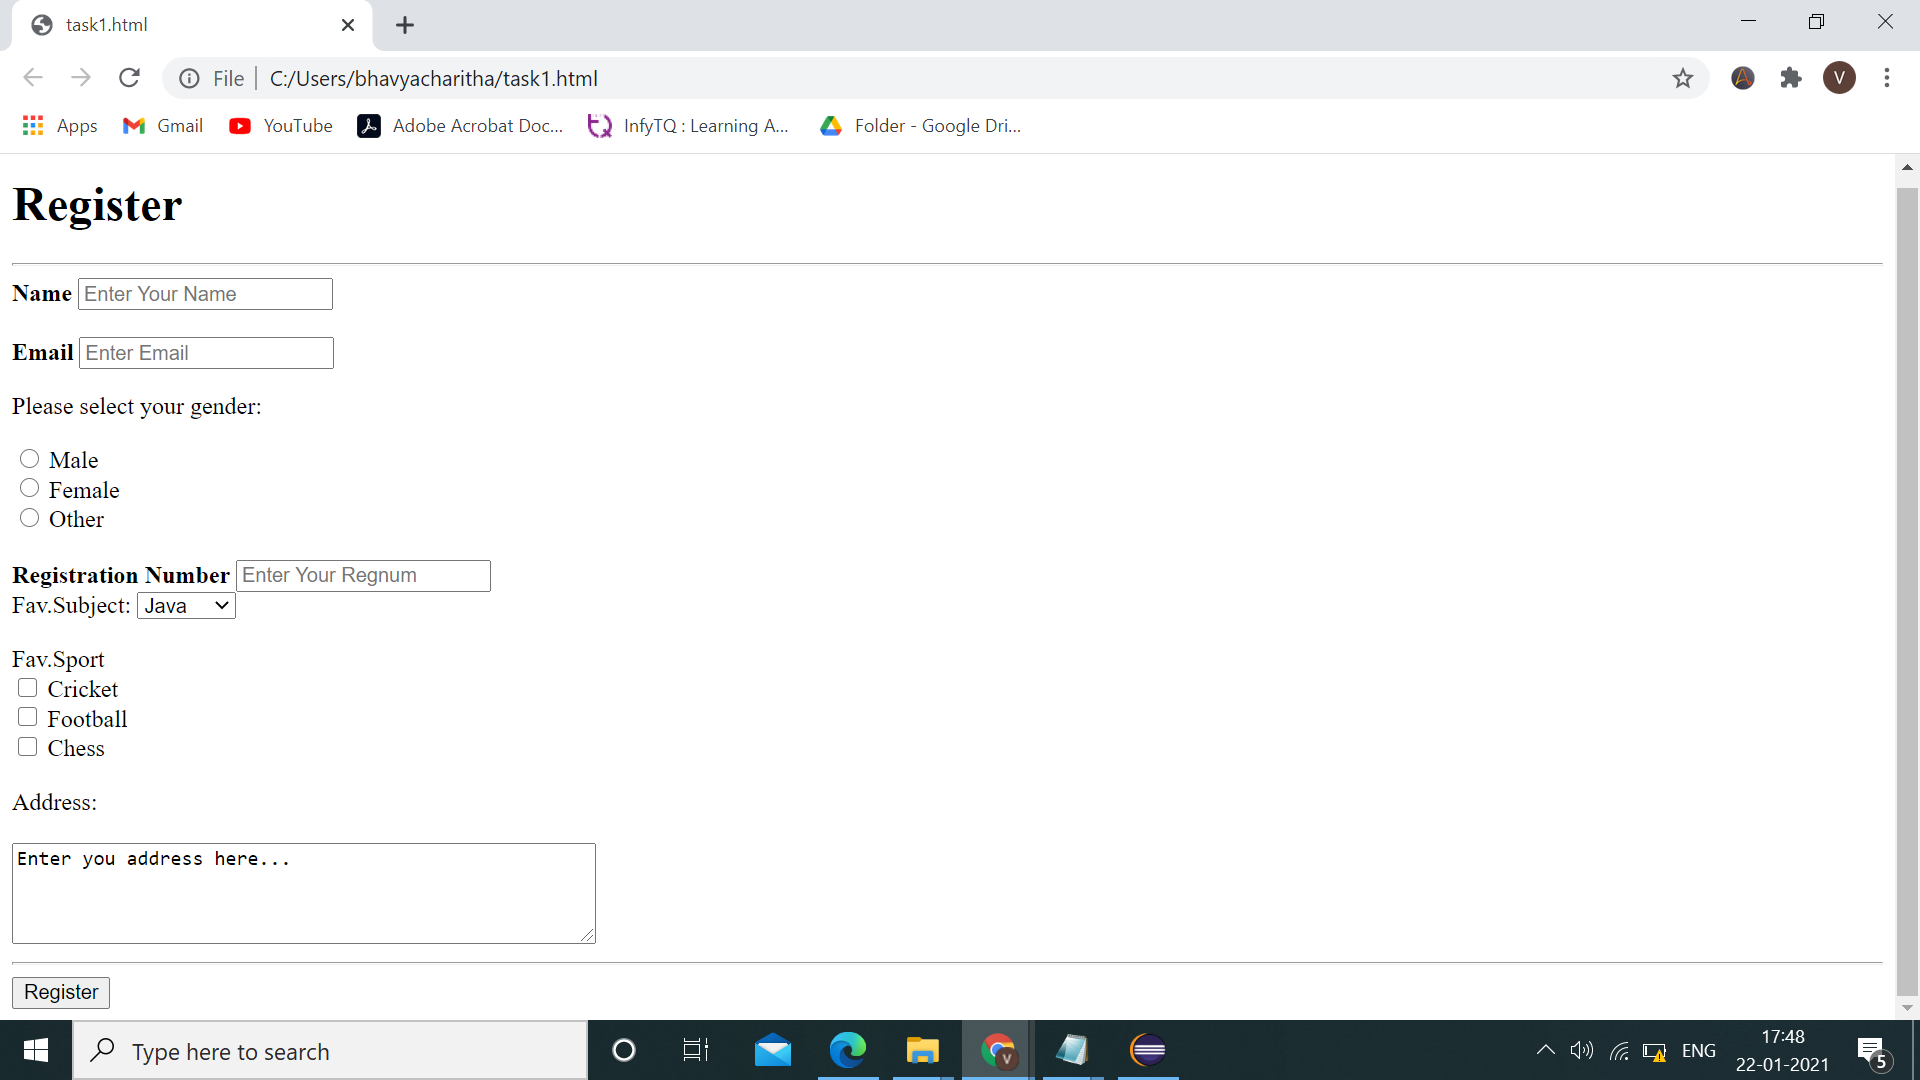 task1.html
File C:/Users/bhavyacharitha/task1.html
V
Apps Gmail YouTube Adobe Acrobat Doc... InfyTQ : Learning A... Folder - Google Dri...
Register
Name Enter Your Name
Email Enter Email
Please select your gender:
Male
Female
Other
Registration Number Enter Your Regnum
Fav.Subject: Java
Fav.Sport
Cricket
Football
Chess
Address:
Enter you address here...
Register
Type here to search
V
ENG
17:48
22-01-2021
5